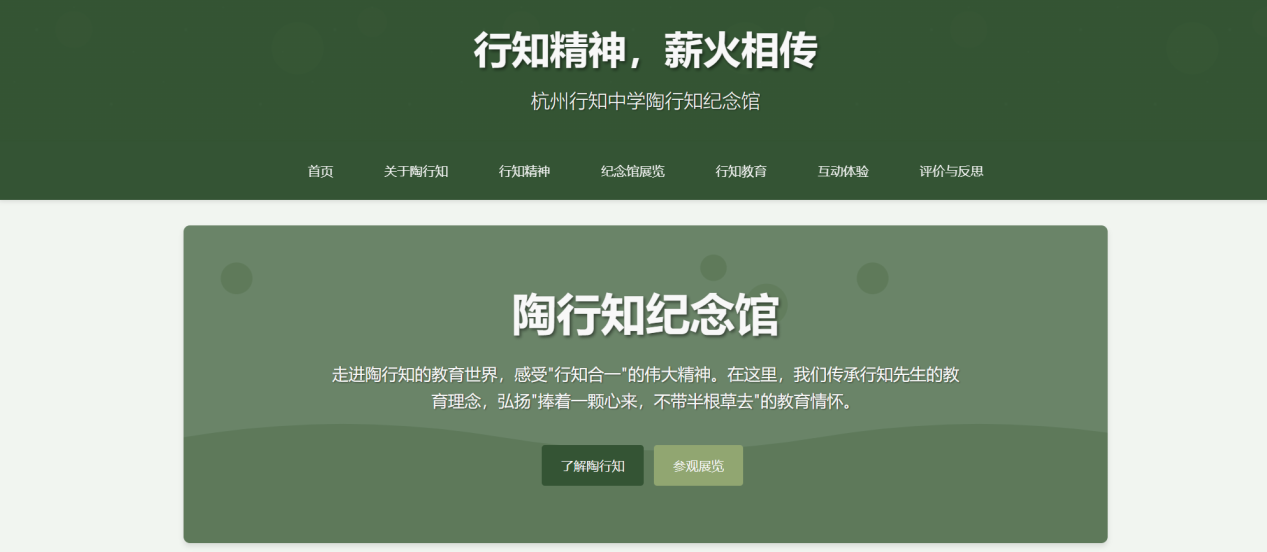 行知精神，薪火相传
杭州行知中学陶行知纪念馆
首页 关于陶行知 行知精神 纪念馆展览 行知教育 互动体验 评价与反思
陶行知纪念馆
走进陶行知的教育世界，感受"行知合一"的伟大精神。在这里，我们传承行知先生的教
育理念，弘扬"捧着一颗心来，不带半根草去"的教育情怀。
了解陶行知 参观展览